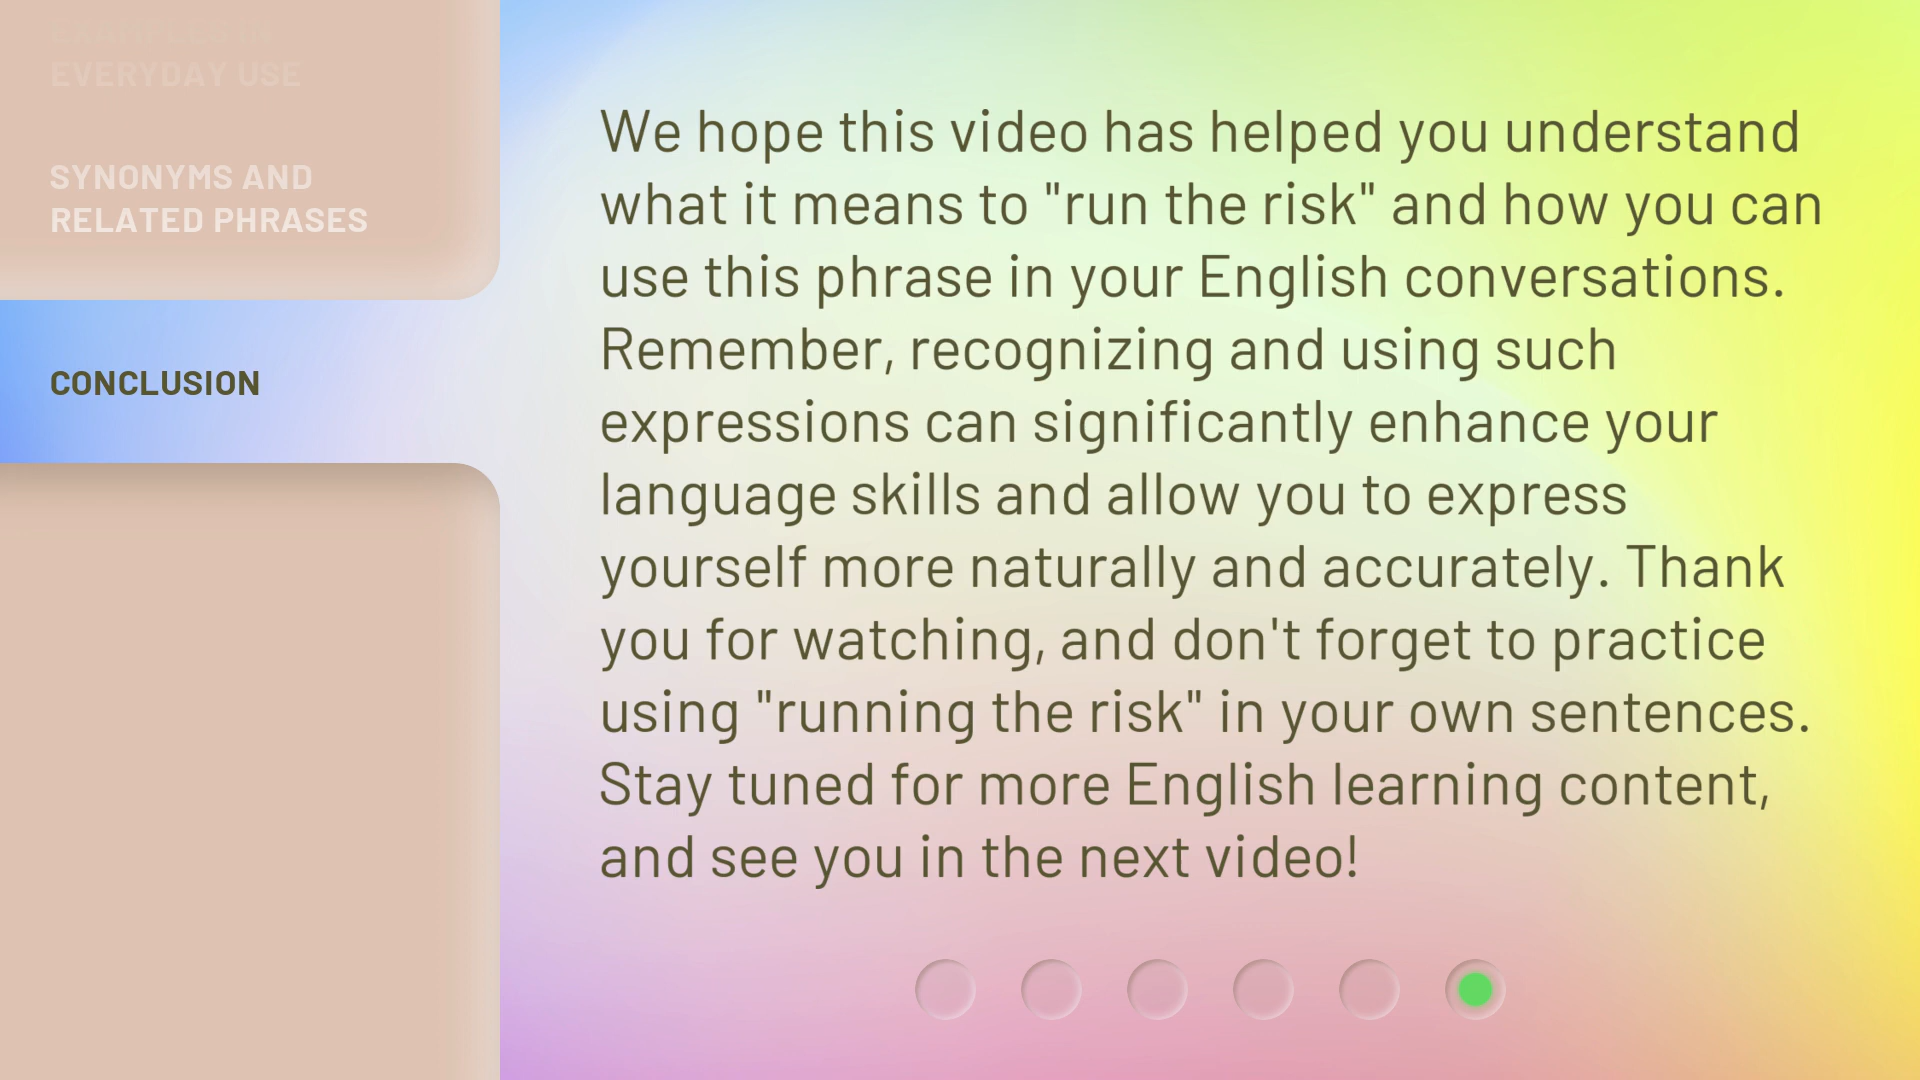 EXAMPLES OF
EVERYDAY USE
SYNONYMS AND
RELATED PHRASES
CONCLUSION
We hope this video has helped you understand
what it means to "run the risk" and how you can
use this phrase in your English conversations.
Remember, recognizing and using such
expressions can significantly enhance your
language skills and allow you to express
yourself more naturally and accurately. Thank
you for watching, and don't forget to practice
using "running the risk" in your own sentences.
Stay tuned for more English learning content,
and see you in the next video!